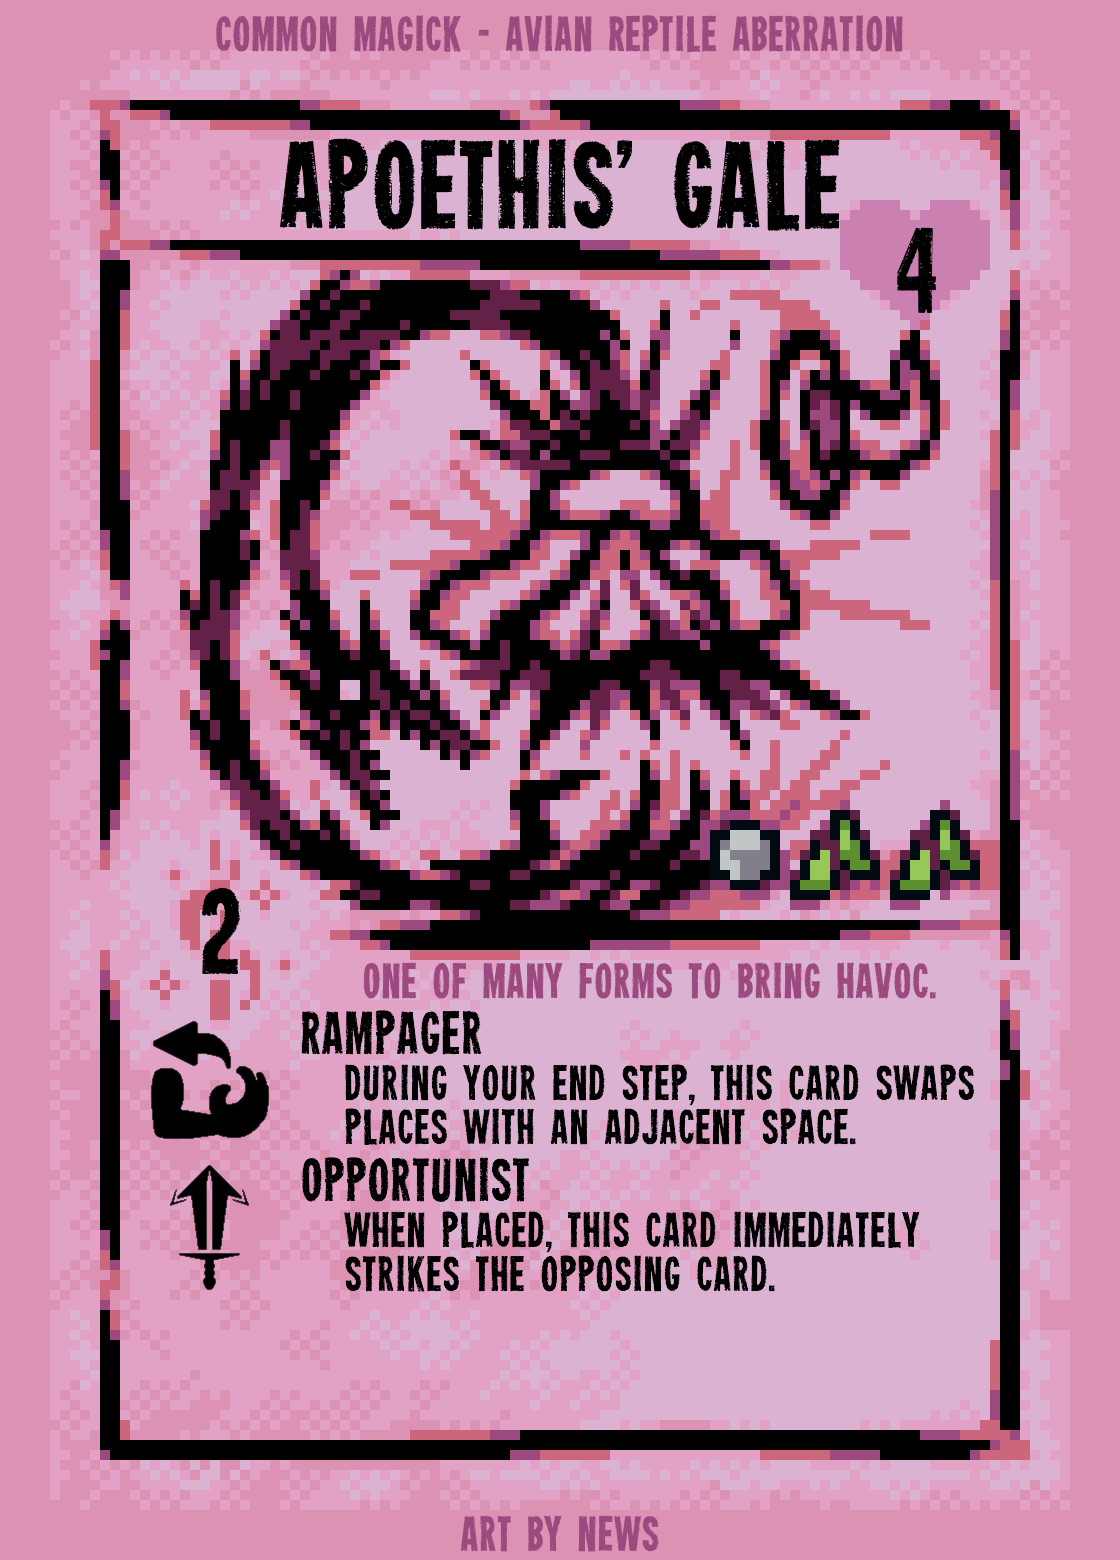 COMMON MAGICK - AVIAN REPTILE ABERRATION
APOETHIS' GALE
4
2
ONE OF MANY FORMS TO BRING HAVOC.
RAMPAGER
DURING YOUR END STEP, THIS CARD SWAPS
PLACES WITH AN ADJACENT SPACE.
OPPORTUNIST
WHEN PLACED, THIS CARD IMMEDIATELY
STRIKES THE OPPOSING CARD.
ART BY NEWS